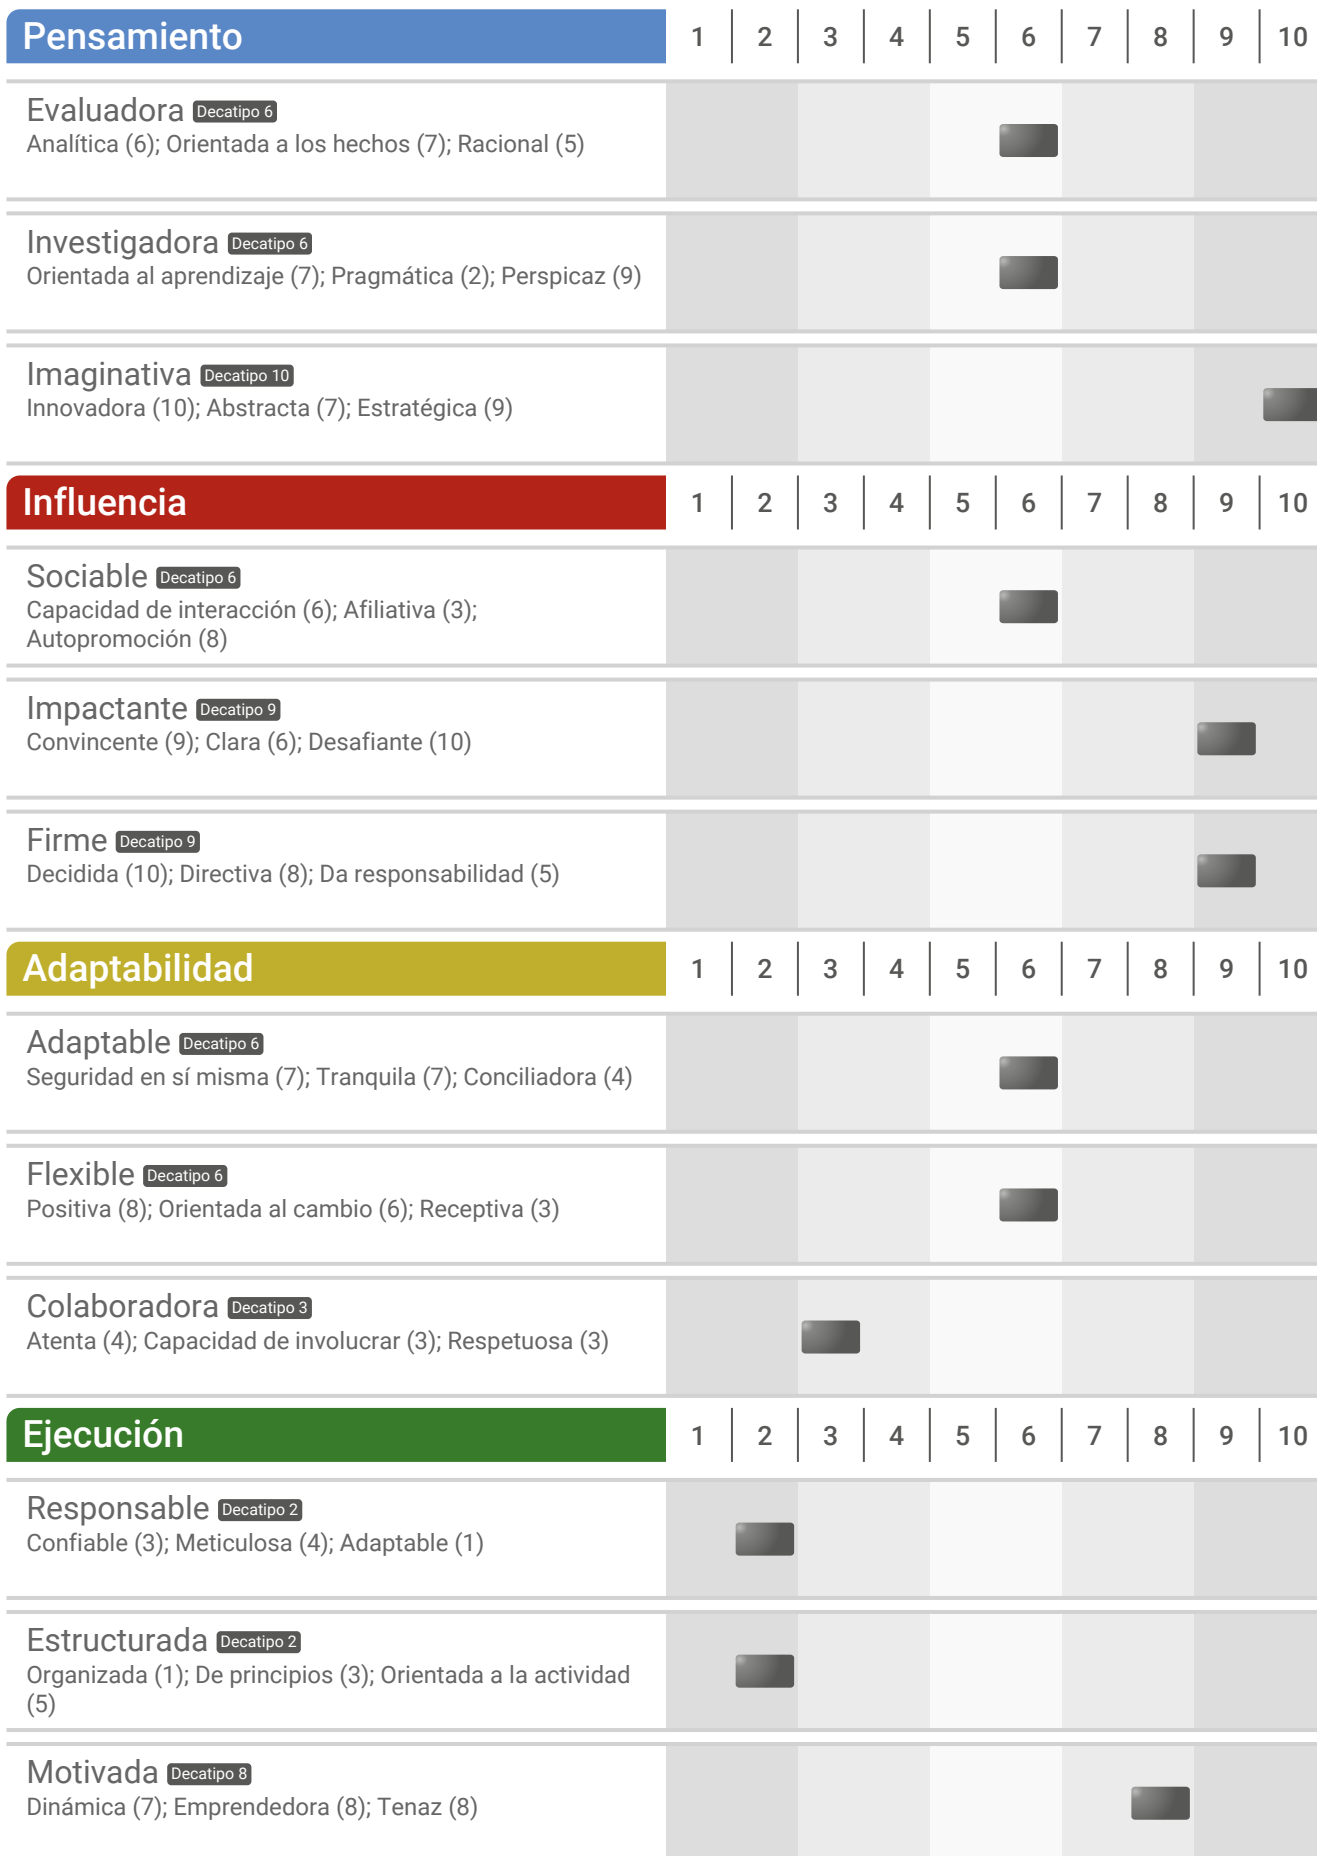 Pensamiento 1 2 3 4 5 6 7 8 9 10
Evaluadora Decatipo 6
Analítica (6); Orientada a los hechos (7); Racional (5)
Investigadora Decatipo 6
Orientada al aprendizaje (7); Pragmática (2); Perspicaz (9)
Imaginativa Decatipo 10
Innovadora (10); Abstracta (7); Estratégica (9)
Influencia 1 2 3 4 5 6 7 8 9 10
Sociable Decatipo 6
Capacidad de interacción (6); Afiliativa (3);
Autopromoción (8)
Impactante Decatipo 9
Convincente (9); Clara (6); Desafiante (10)
Firme Decatipo 9
Decidida (10); Directiva (8); Da responsabilidad (5)
Adaptabilidad 1 2 3 4 5 6 7 8 9 10
Adaptable Decatipo 6
Seguridad en sí misma (7); Tranquila (7); Conciliadora (4)
Flexible Decatipo 6
Positiva (8); Orientada al cambio (6); Receptiva (3)
Colaboradora Decatipo 3
Atenta (4); Capacidad de involucrar (3); Respetuosa (3)
Ejecución 1 2 3 4 5 6 7 8 9 10
Responsable Decatipo 2
Confiable (3); Meticulosa (4); Adaptable (1)
Estructurada Decatipo 2
Organizada (1); De principios (3); Orientada a la actividad
(5)
Motivada Decatipo 8
Dinámica (7); Emprendedora (8); Tenaz (8)